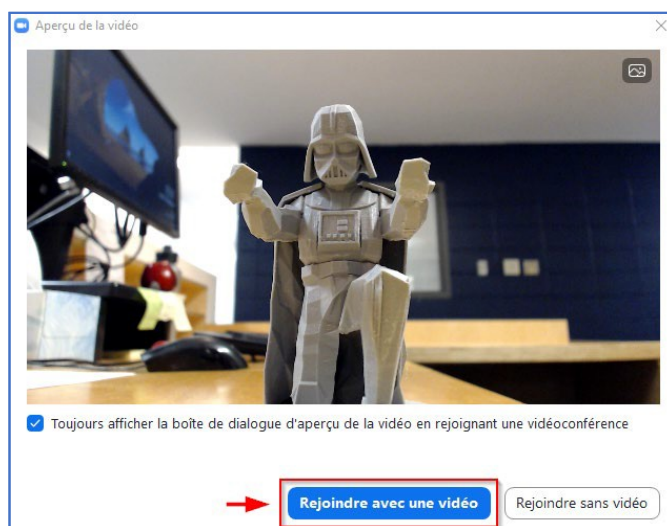 Aperçu de la vidéo
Toujours afficher la boîte de dialogue d'aperçu de la vidéo en rejoignant une vidéoconférence
Rejoindre avec une vidéo
Rejoindre sans vidéo